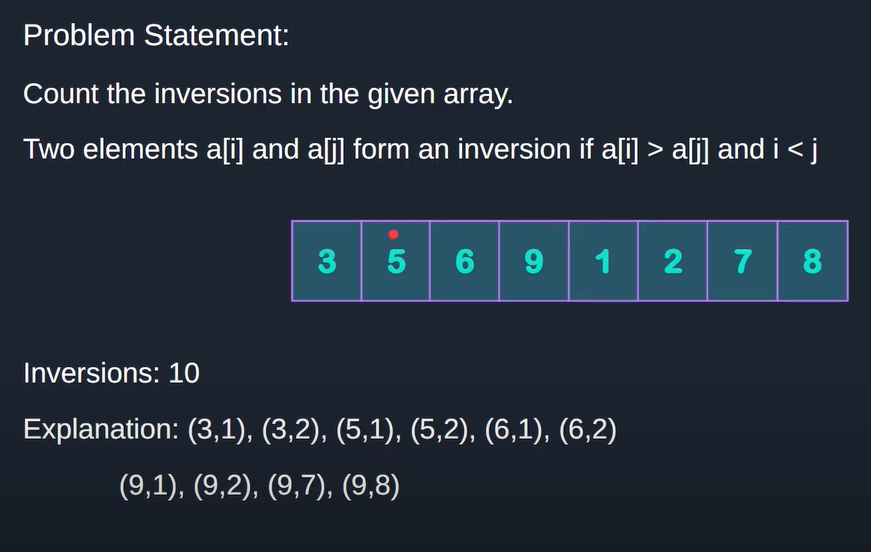 Problem Statement:
Count the inversions in the given array.
Two elements a[i] and a[j] form an inversion if a[i] > a[j] and i < j
3 5 6 9 1 2 7 8
Inversions: 10
Explanation: (3,1), (3,2), (5,1), (5,2), (6,1), (6,2)
(9,1), (9,2), (9,7), (9,8)